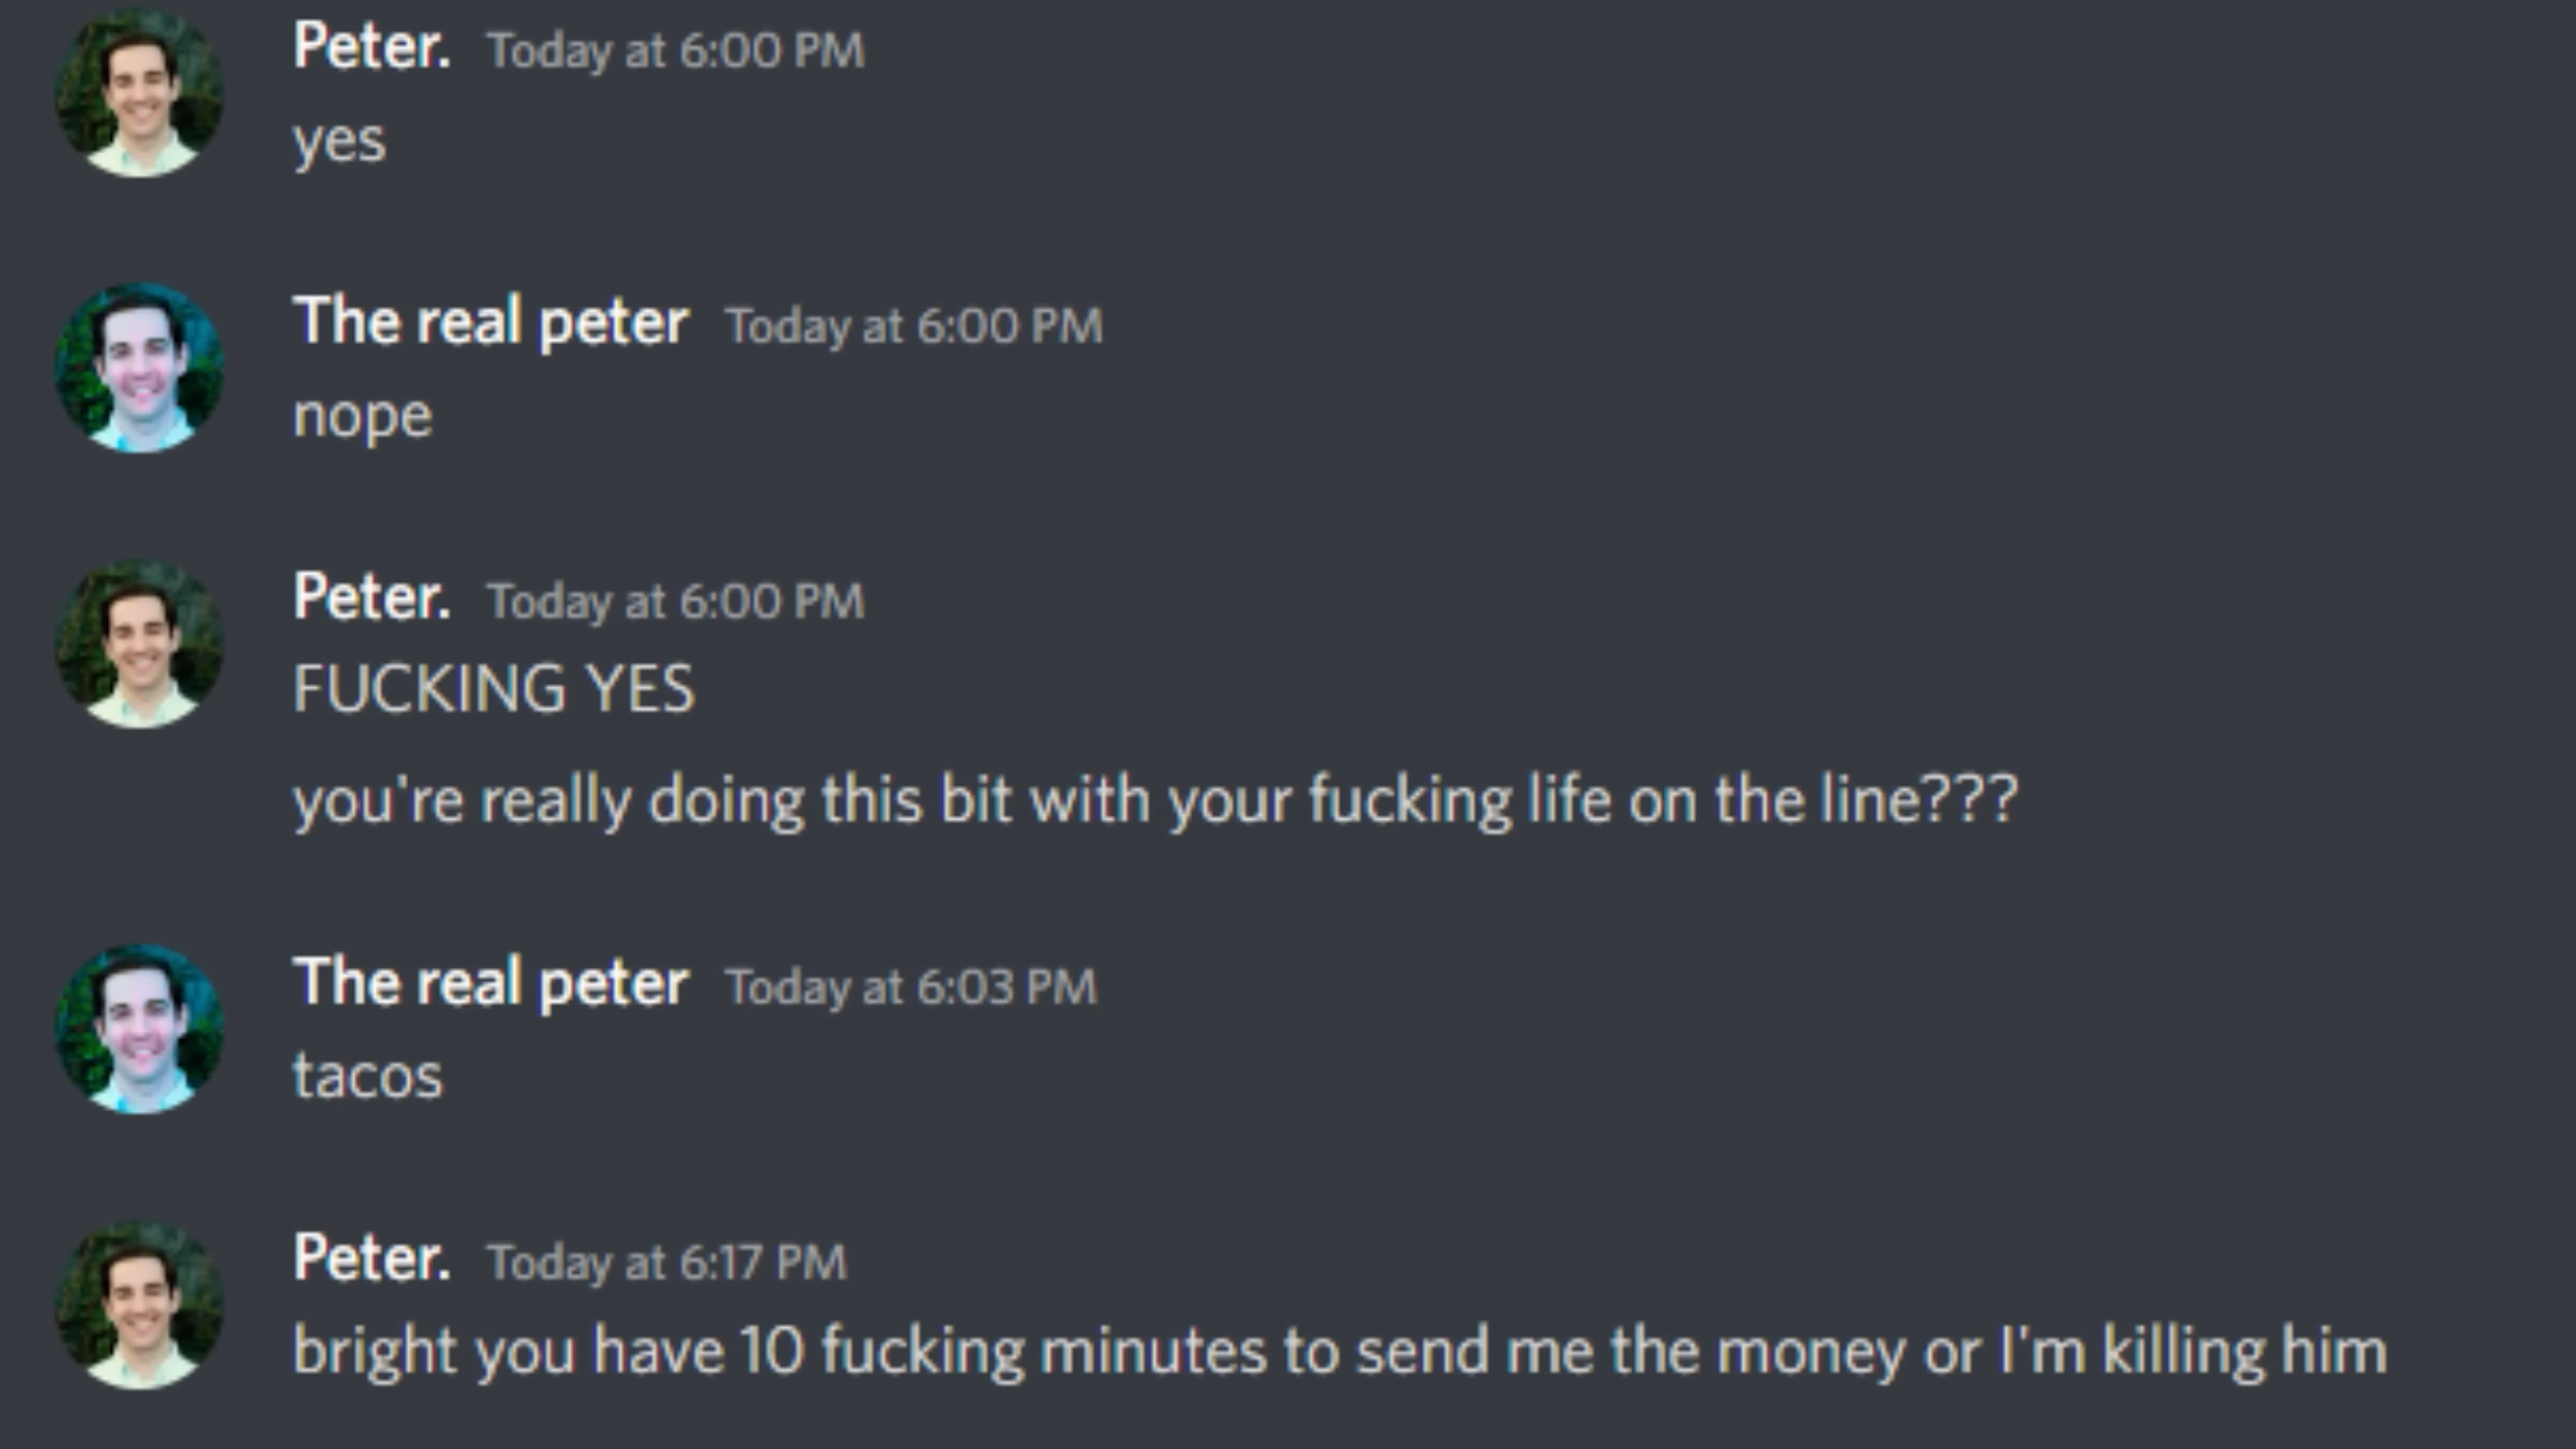 Peter. Today at 6:00 PM
yes
The real peter Today at 6:00 PM
nope
Peter. Today at 6:00 PM
FUCKING YES
you're really doing this bit with your fucking life on the line???
The real peter Today at 6:03 PM
tacos
Peter. Today at 6:17 PM
bright you have 10 fucking minutes to send me the money or I'm killing him